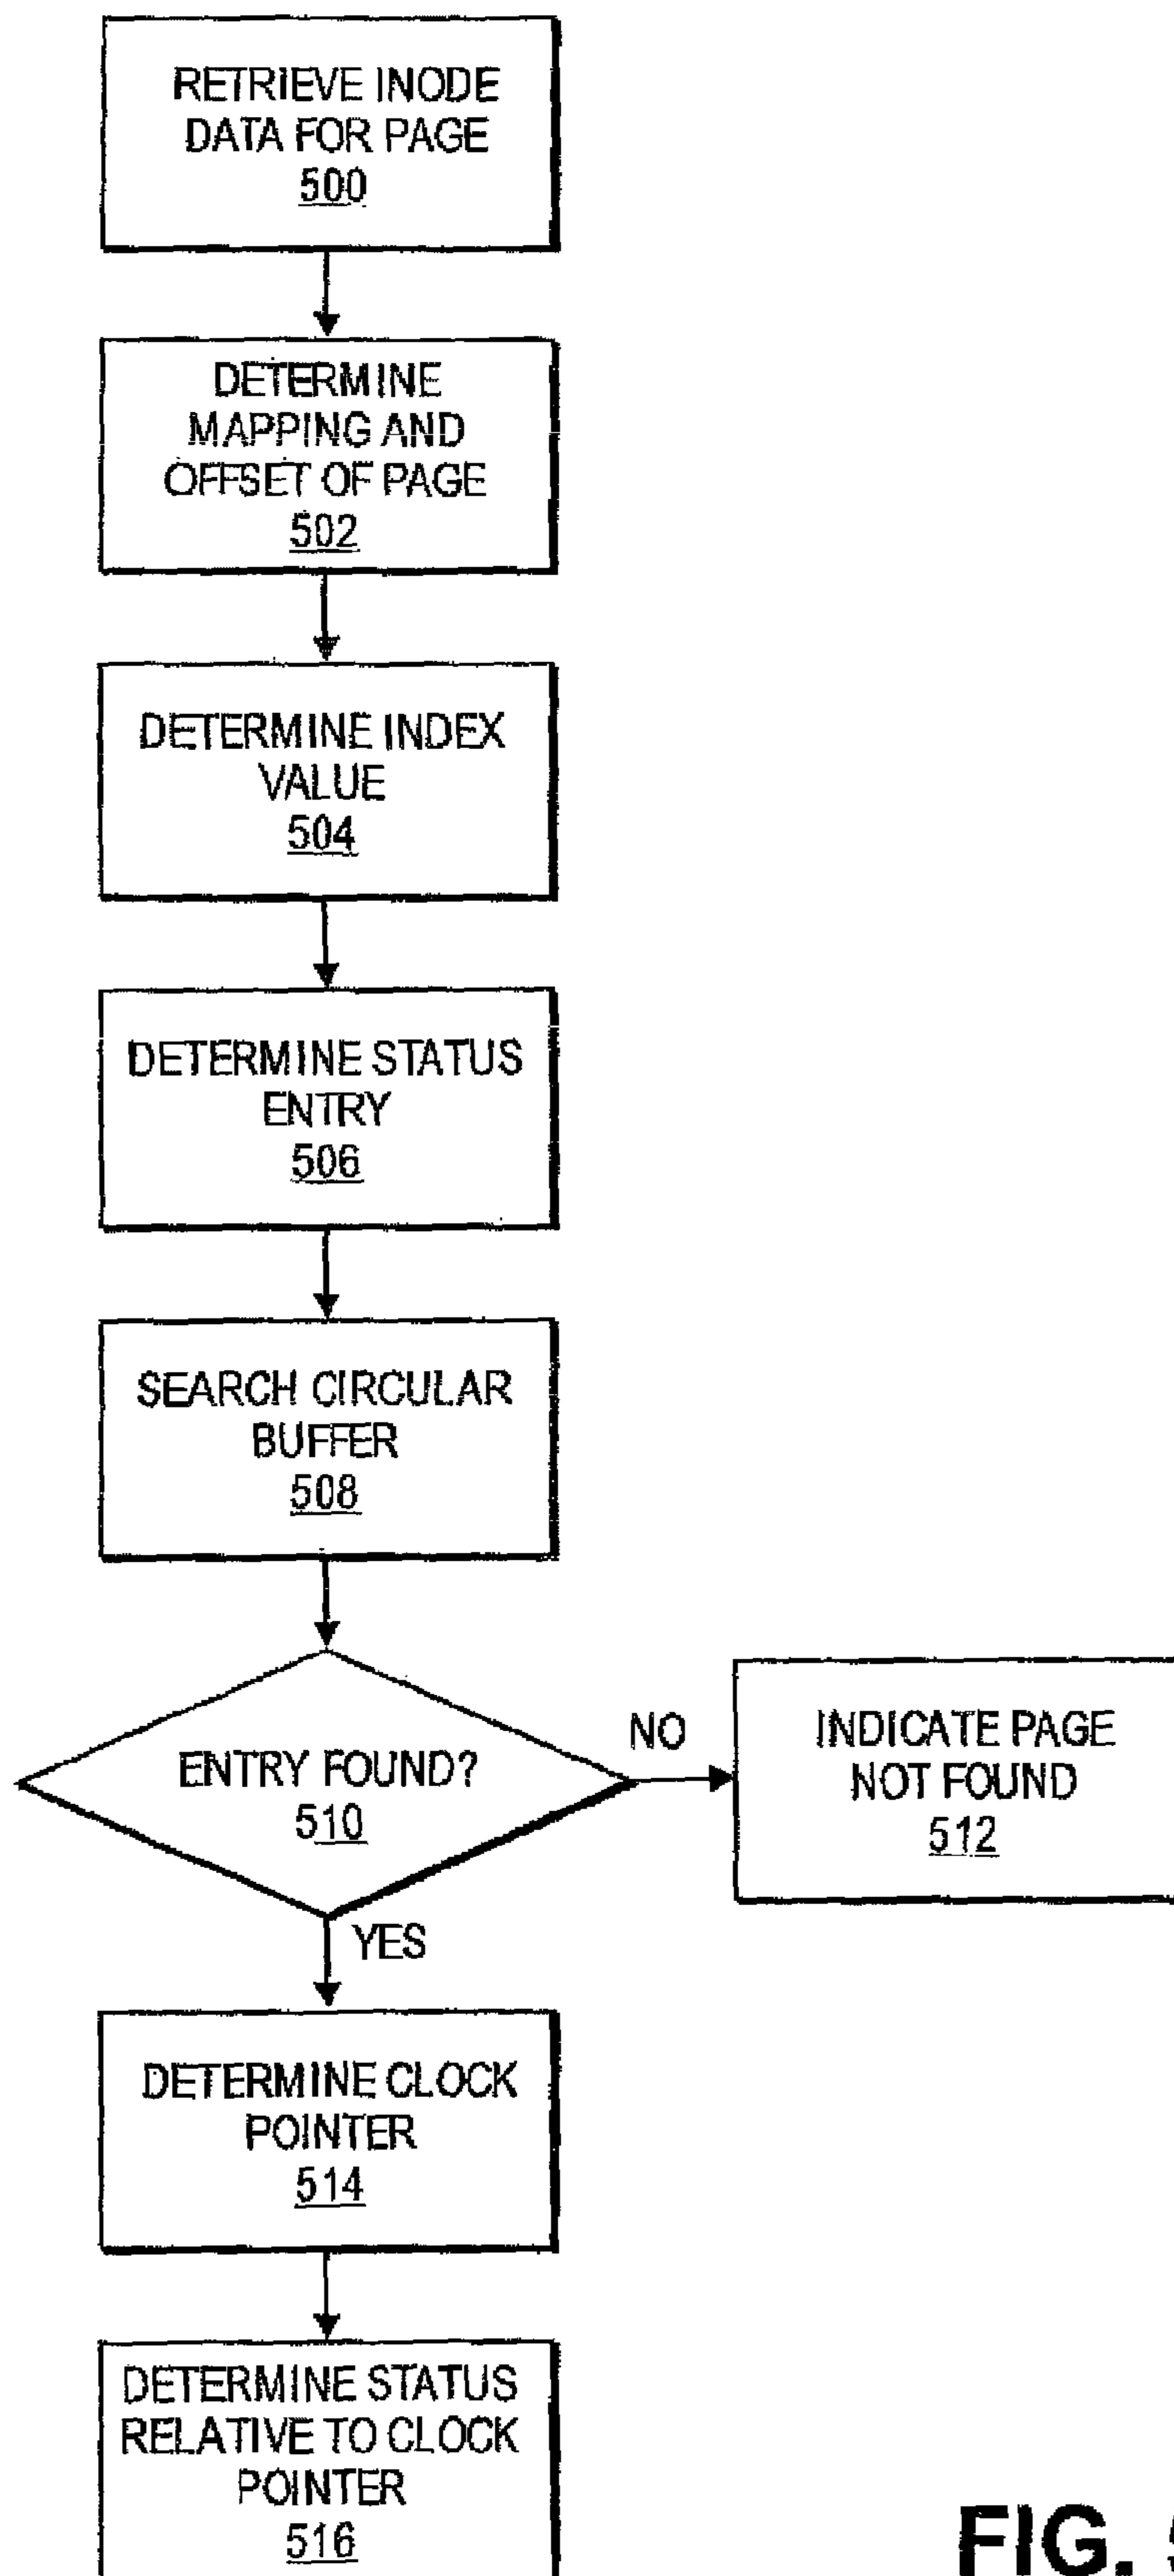 RETRIEVE INODE
DATA FOR PAGE
500
DETERMINE
MAPPING AND
OFFSET OF PAGE
502
DETERMINE INDEX
VALUE
504
DETERMINE STATUS
ENTRY
506
SEARCH CIRCULAR
BUFFER
508
ENTRY FOUND?
510
NO
INDICATE PAGE
NOT FOUND
512
YES
DETERMINE CLOCK
POINTER
514
DETERMINE STATUS
RELATIVE TO CLOCK
POINTER
516
FIG.